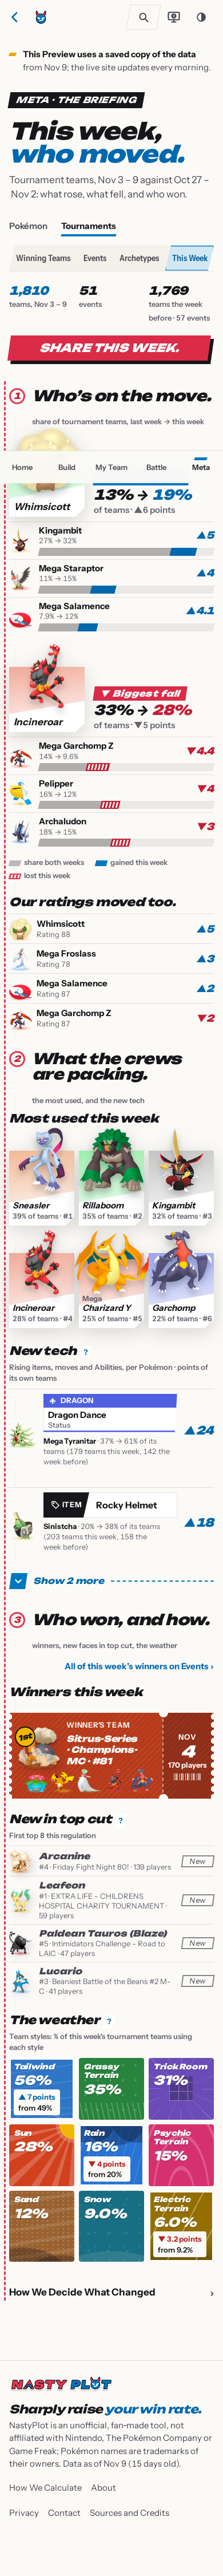 This Preview uses a saved copy of the data
from Nov 9; the live site updates every morning.
META · THE BRIEFING
This week,
who moved.
Tournament teams, Nov 3 – 9 against Oct 27 –
Nov 2: what rose, what fell, and who won.
Pokémon Tournaments
Winning Teams Events Archetypes This Week
1,810 51 1,769
teams, Nov 3 – 9 events teams the week
before · 57 events
SHARE THIS WEEK.
1 Who's on the move.
share of tournament teams, last week → this week
Home Build My Team Battle Meta
Whimsicott
13% → 19%
of teams · ▲6 points
Kingambit
27% → 32%
▲5
Mega Staraptor
11% → 15%
▲4
Mega Salamence
7.9% → 12%
▲4.1
Incineroar
▼ Biggest fall
33% → 28%
of teams · ▼5 points
Mega Garchomp Z
14% → 9.6%
▼4.4
Pelipper
16% → 12%
▼4
Archaludon
18% → 15%
▼3
share both weeks gained this week
lost this week
Our ratings moved too.
Whimsicott
Rating 88
▲5
Mega Froslass
Rating 78
▲3
Mega Salamence
Rating 87
▲2
Mega Garchomp Z
Rating 87
▼2
2 What the crews
are packing.
the most used, and the new tech
Most used this week
Sneasler
39% of teams · #1
Rillaboom
35% of teams · #2
Kingambit
32% of teams · #3
Incineroar
28% of teams · #4
Mega
Charizard Y
25% of teams · #5
Garchomp
22% of teams · #6
New tech ?
Rising items, moves and Abilities, per Pokémon · points of
its own teams
DRAGON
Dragon Dance
Status
Mega Tyranitar · 37% → 61% of its
teams (179 teams this week, 142 the
week before)
▲24
ITEM Rocky Helmet
Sinistcha · 20% → 38% of its teams
(203 teams this week, 158 the
week before)
▲18
Show 2 more
3 Who won, and how.
winners, new faces in top cut, the weather
All of this week's winners on Events ›
Winners this week
1st
WINNER'S TEAM
Sitrus-Series
· Champions·
MC · #81
NOV
4
170 players
New in top cut ?
First top 8 this regulation
Arcanine
#4 · Friday Fight Night 80! · 139 players
New
Leafeon
#1 · EXTRA LIFE - CHILDRENS
HOSPITAL CHARITY TOURNAMENT ·
59 players
New
Paldean Tauros (Blaze)
#5 · Intimidators Challenge - Road to
LAIC · 47 players
New
Lucario
#3 · Beaniest Battle of the Beans #2 M-
C · 41 players
New
The weather ?
Team styles: % of this week's tournament teams using
each style
Tailwind
56%
▲ 7 points
from 49%
Grassy
Terrain
35%
Trick Room
31%
Sun
28%
Rain
16%
▼ 4 points
from 20%
Psychic
Terrain
15%
Sand
12%
Snow
9.0%
Electric
Terrain
6.0%
▼ 3.2 points
from 9.2%
How We Decide What Changed ›
NASTY PLOT
Sharply raise your win rate.
NastyPlot is an unofficial, fan-made tool, not
affiliated with Nintendo, The Pokémon Company or
Game Freak; Pokémon names are trademarks of
their owners. Data as of Nov 9 (15 days old).
How We Calculate About
Privacy Contact Sources and Credits